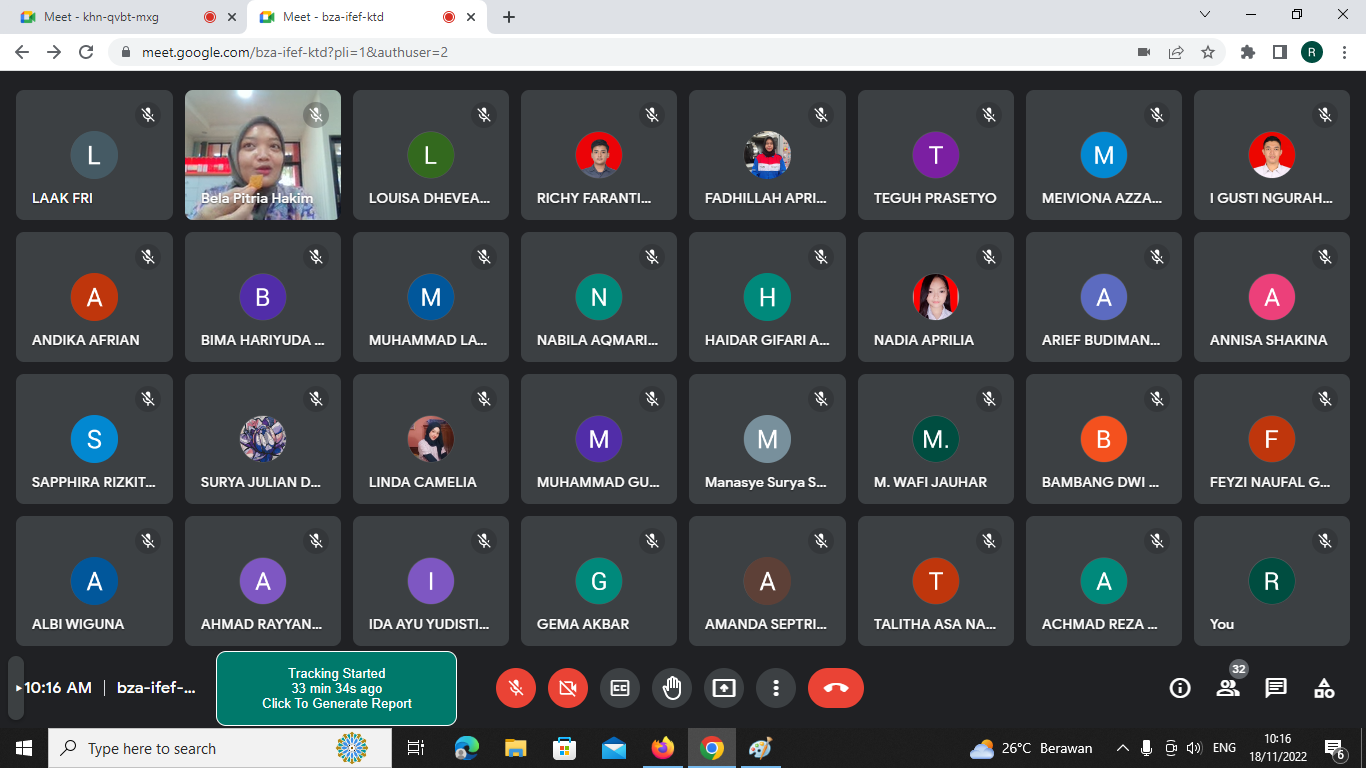 Meet - khn-qvbt-mxg
Meet - bza-ifef-ktd
meet.google.com/bza-ifef-ktd?pli=1&authuser=2
R
L
LAAK FRI
Bela Pitria Hakim
L
LOUISA DHEVEA...
RICHY FARANTI...
FADHILLAH APRI...
T
TEGUH PRASETYO
M
MEIVIONA AZZA...
I GUSTI NGURAH...
A
ANDIKA AFRIAN
B
BIMA HARIYUDA ...
M
MUHAMMAD LA...
N
NABILA AQMARI...
H
HAIDAR GIFARI A...
NADIA APRILIA
A
ARIEF BUDIMAN...
A
ANNISA SHAKINA
S
SAPPHIRA RIZKIT...
SURYA JULIAN D...
LINDA CAMELIA
M
MUHAMMAD GU...
M
Manasye Surya S...
M.
M. WAFI JAUHAR
B
BAMBANG DWI ...
F
FEYZI NAUFAL G...
A
ALBI WIGUNA
A
AHMAD RAYYAN...
I
IDA AYU YUDISTI...
G
GEMA AKBAR
A
AMANDA SEPTRI...
T
TALITHA ASA NA...
A
ACHMAD REZA ...
R
You
10:16 AM | bza-ifef-...
Tracking Started
33 min 34s ago
Click To Generate Report
CC
32
Type here to search
26°C Berawan
ENG
10:16
18/11/2022
6